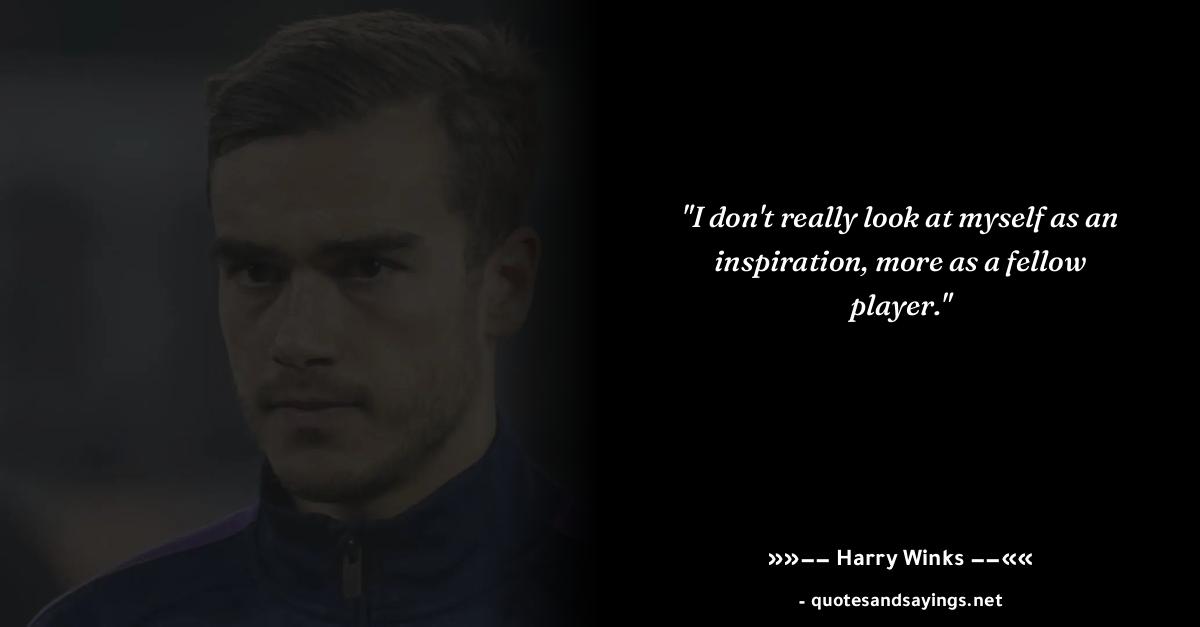 "I don't really look at myself as an
inspiration, more as a fellow
player."
»»−− Harry Winks −−««
- quotesandsayings.net